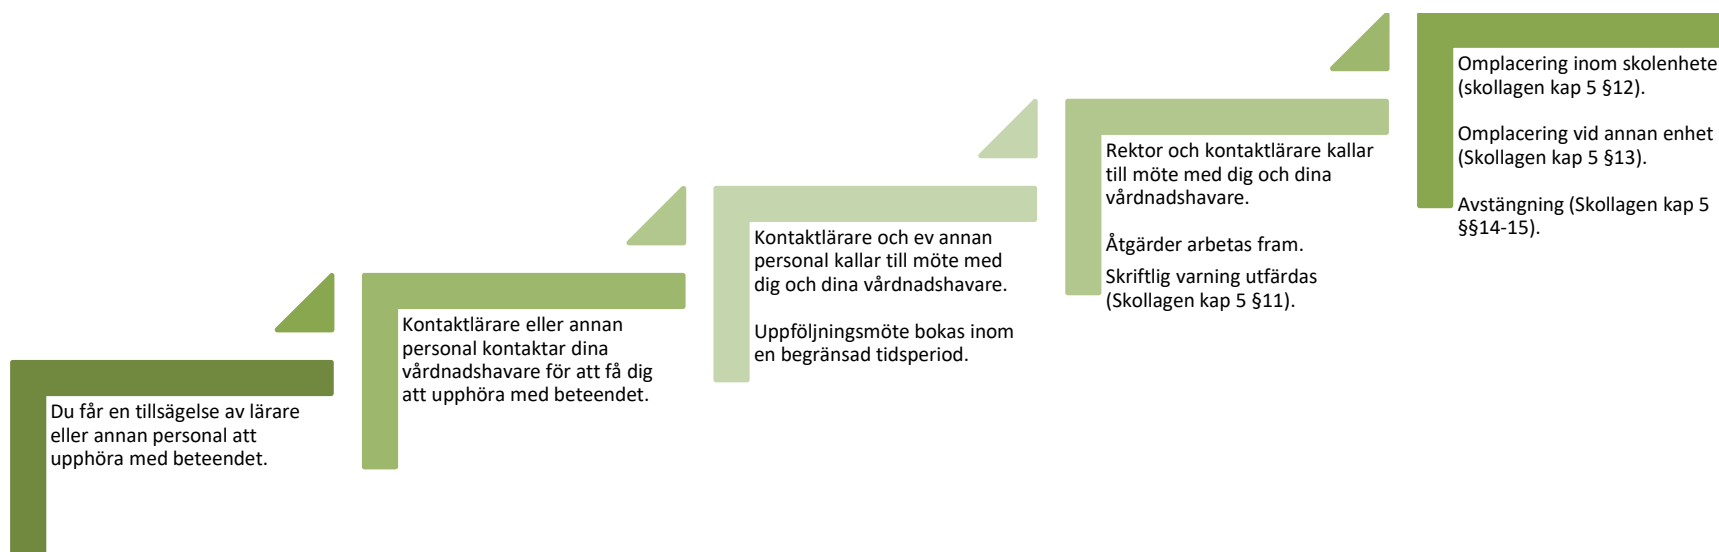 Du får en tillsägelse av lärare
eller annan personal att
upphöra med beteendet.
Kontaktlärare eller annan
personal kontaktar dina
vårdnadshavare för att få dig
att upphöra med beteendet.
Kontaktlärare och ev annan
personal kallar till möte med
dig och dina vårdnadshavare.
Uppföljningsmöte bokas inom
en begränsad tidsperiod.
Rektor och kontaktlärare kallar
till möte med dig och dina
vårdnadshavare.
Åtgärder arbetas fram.
Skriftlig varning utfärdas
(Skollagen kap 5 §11).
Omplacering inom skolenhete
(skollagen kap 5 §12).
Omplacering vid annan enhet
(Skollagen kap 5 §13).
Avstängning (Skollagen kap 5
§§14-15).